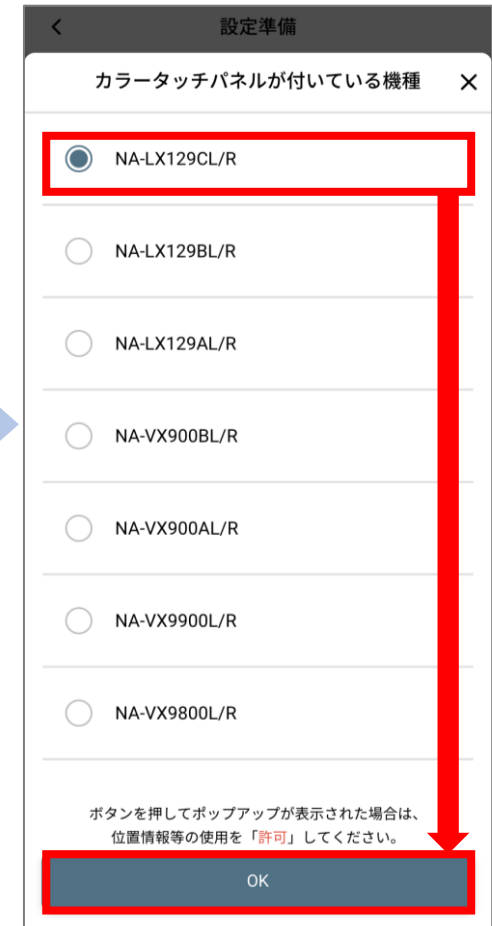 設定準備
カラータッチパネルが付いている機種
NA-LX129CL/R
NA-LX129BL/R
NA-LX129AL/R
NA-VX900BL/R
NA-VX900AL/R
NA-VX9900L/R
NA-VX9800L/R
ボタンを押してポップアップが表示された場合は、
位置情報等の使用を「許可」してください。
OK